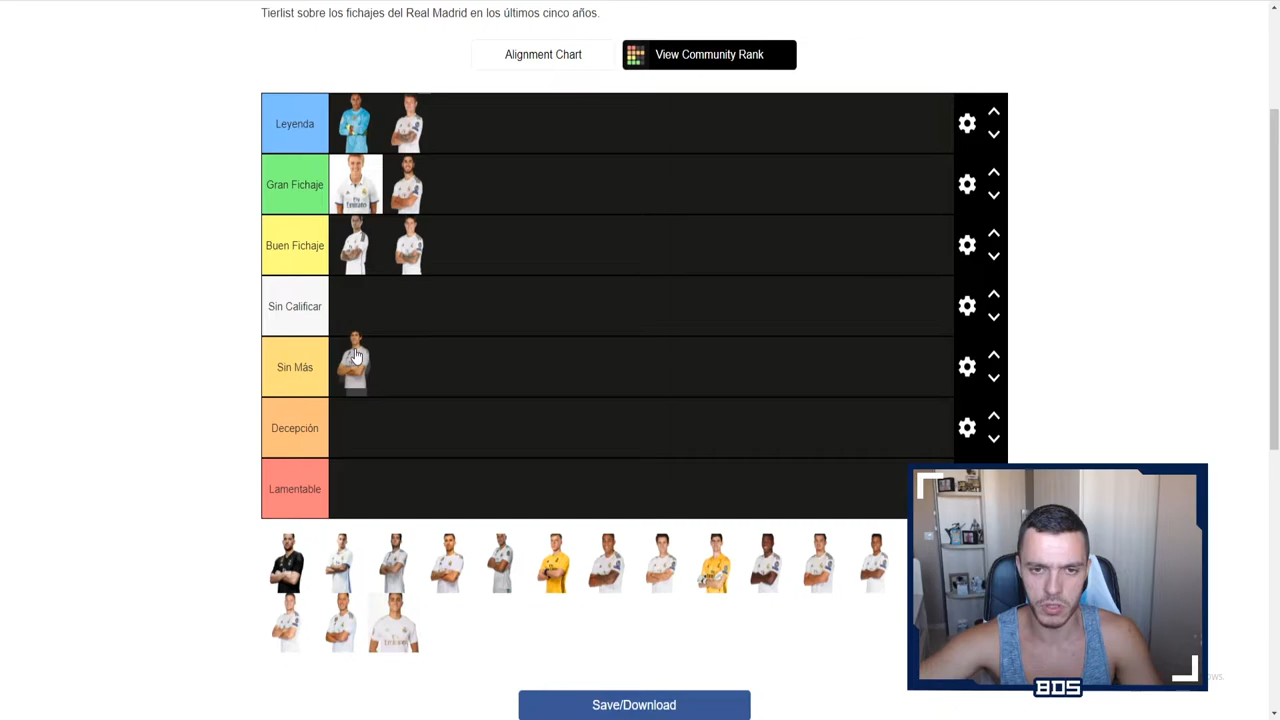 Tierlist sobre los fichajes del Real Madrid en los últimos cinco años.
Alignment Chart
View Community Rank
Leyenda
Gran Fichaje
Buen Fichaje
Sin Calificar
Sin Más
Decepción
Lamentable
Save/Download
BDS